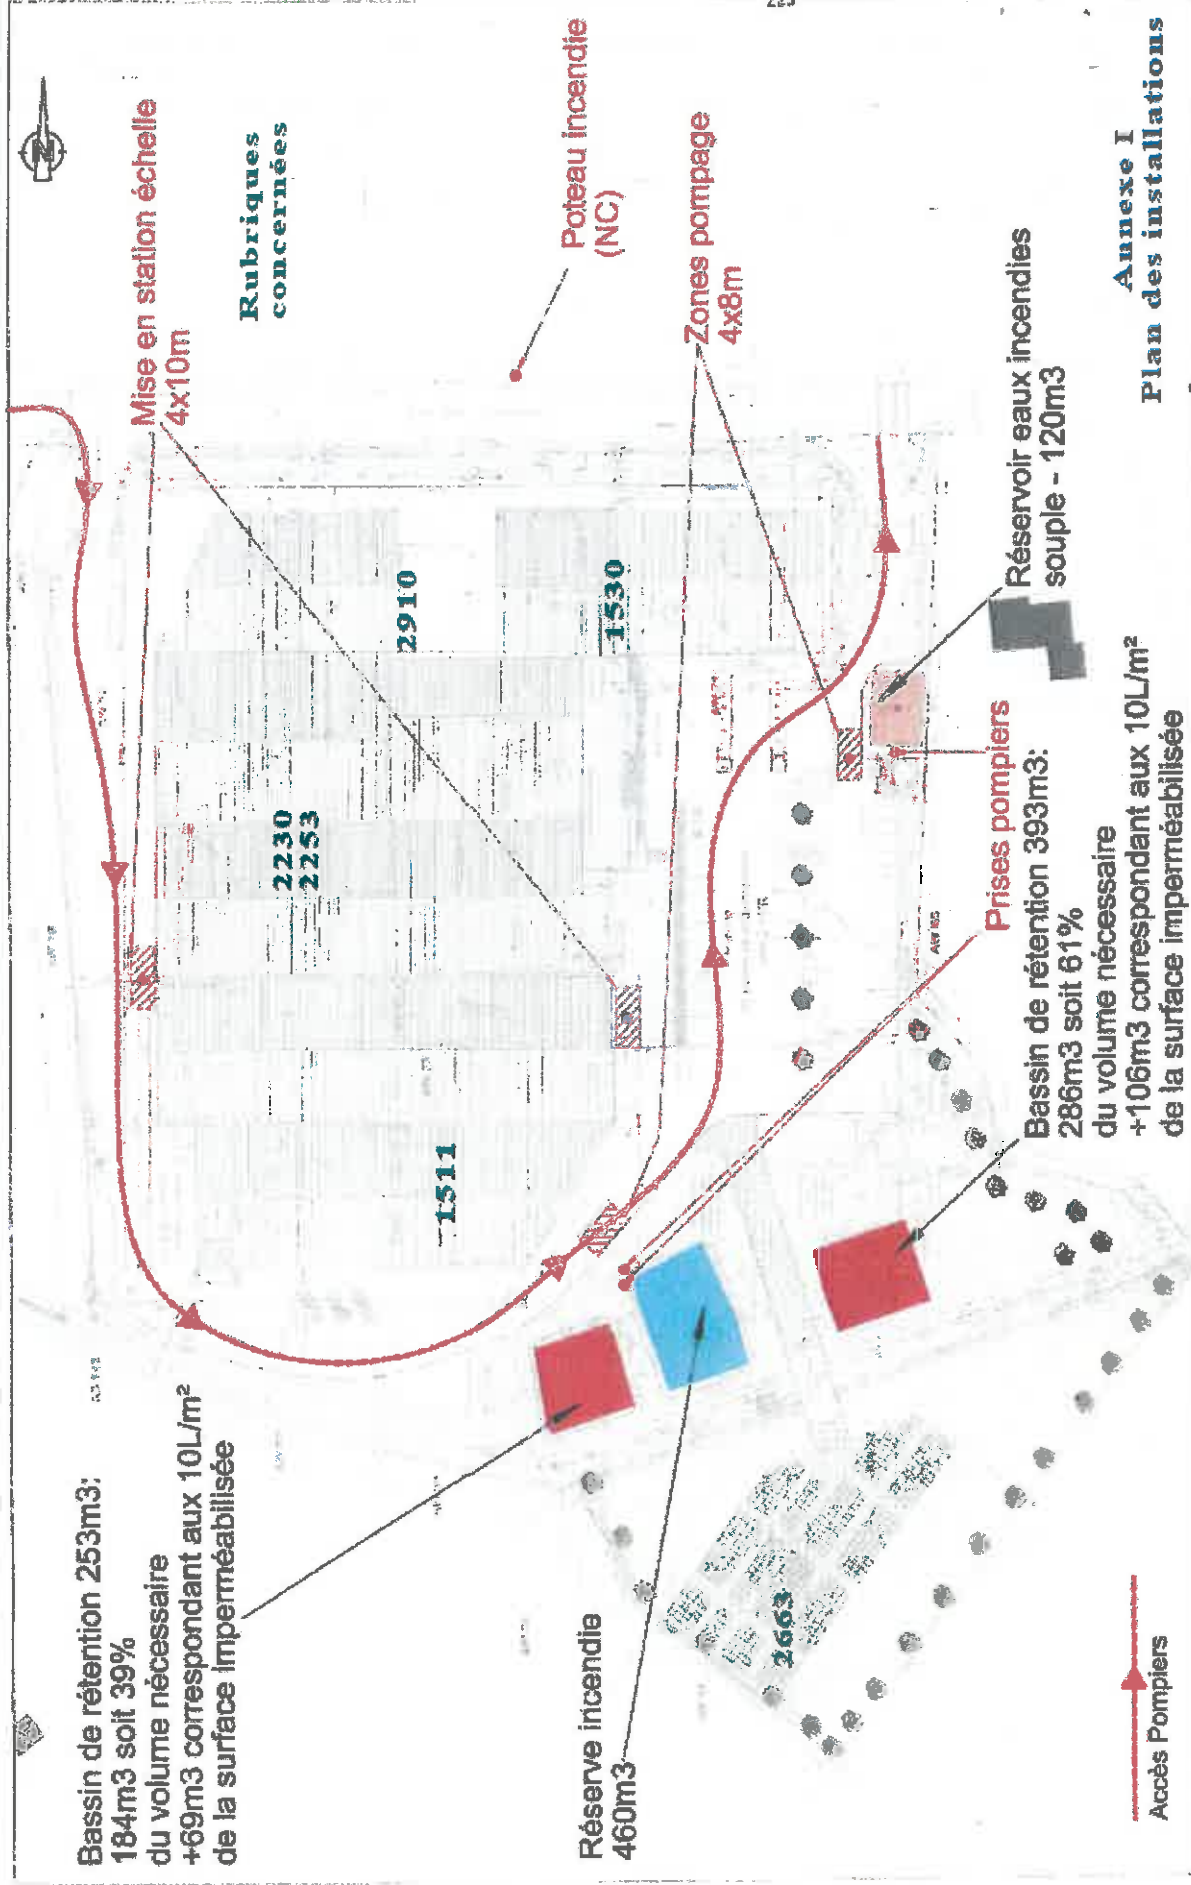 Mise en station échelle
4x10m
Rubriques
concernées
Poteau incendie
(NC)
Zones pompage
4x8m
Réservoir eaux incendies
souple - 120m3
Annexe I
Plan des installations
2910
1530
2230
2253
1511
Prises pompiers
Bassin de rétention 393m3:
286m3 soit 61%
du volume nécessaire
+106m3 correspondant aux 10L/m²
de la surface imperméabilisée
Bassin de rétention 253m3:
184m3 soit 39%
du volume nécessaire
+69m3 correspondant aux 10L/m²
de la surface imperméabilisée
Réserve incendie
460m3
2663
Accès Pompiers
N